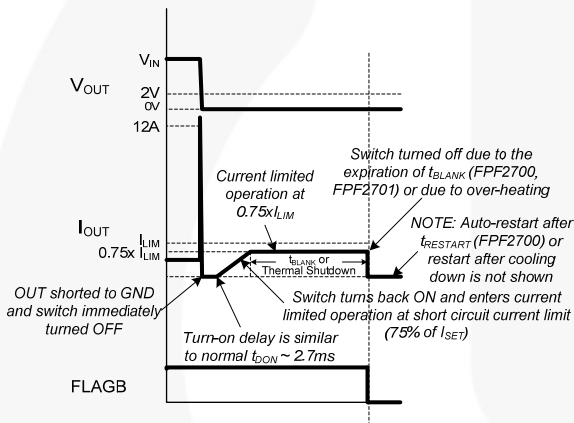 VIN
VOUT
2V
0V
12A
Switch turned off due to the
expiration of tBLANK (FPF2700,
FPF2701) or due to over-heating
Current limited
operation at
0.75xILIM
IOUT
ILIM
0.75x ILIM
NOTE: Auto-restart after
tRESTART (FPF2700) or
restart after cooling
down is not shown
tBLANK or
Thermal Shutdown
OUT shorted to GND
and switch immediately
turned OFF
Switch turns back ON and enters current
limited operation at short circuit current limit
(75% of ISET)
Turn-on delay is similar
to normal tDON ~ 2.7ms
FLAGB